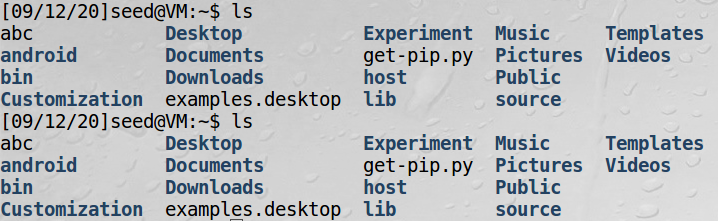 [09/12/20]seed@VM:~$ ls
abc Desktop Experiment Music Templates
android Documents get-pip.py Pictures Videos
bin Downloads host Public
Customization examples.desktop lib source
[09/12/20]seed@VM:~$ ls
abc Desktop Experiment Music Templates
android Documents get-pip.py Pictures Videos
bin Downloads host Public
Customization examples.desktop lib source